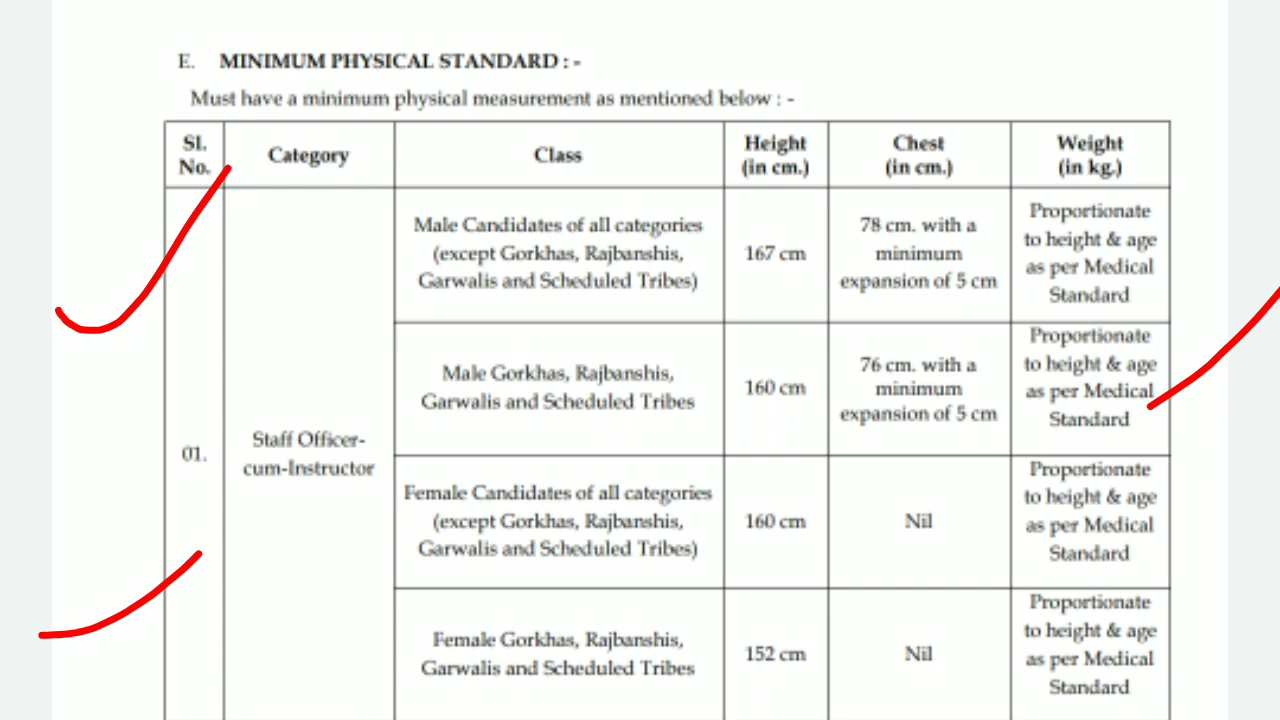 E. MINIMUM PHYSICAL STANDARD : -
Must have a minimum physical measurement as mentioned below : -
Sl. No. Category Class Height (in cm.) Chest (in cm.) Weight (in kg.)
01.
Staff Officer-
cum-Instructor
Male Candidates of all categories
(except Gorkhas, Rajbanshis,
Garwalis and Scheduled Tribes)
167 cm
78 cm. with a
minimum
expansion of 5 cm
Proportionate
to height & age
as per Medical
Standard
Male Gorkhas, Rajbanshis,
Garwalis and Scheduled Tribes
160 cm
76 cm. with a
minimum
expansion of 5 cm
Proportionate
to height & age
as per Medical
Standard
Female Candidates of all categories
(except Gorkhas, Rajbanshis,
Garwalis and Scheduled Tribes)
160 cm
Nil
Proportionate
to height & age
as per Medical
Standard
Female Gorkhas, Rajbanshis,
Garwalis and Scheduled Tribes
152 cm
Nil
Proportionate
to height & age
as per Medical
Standard